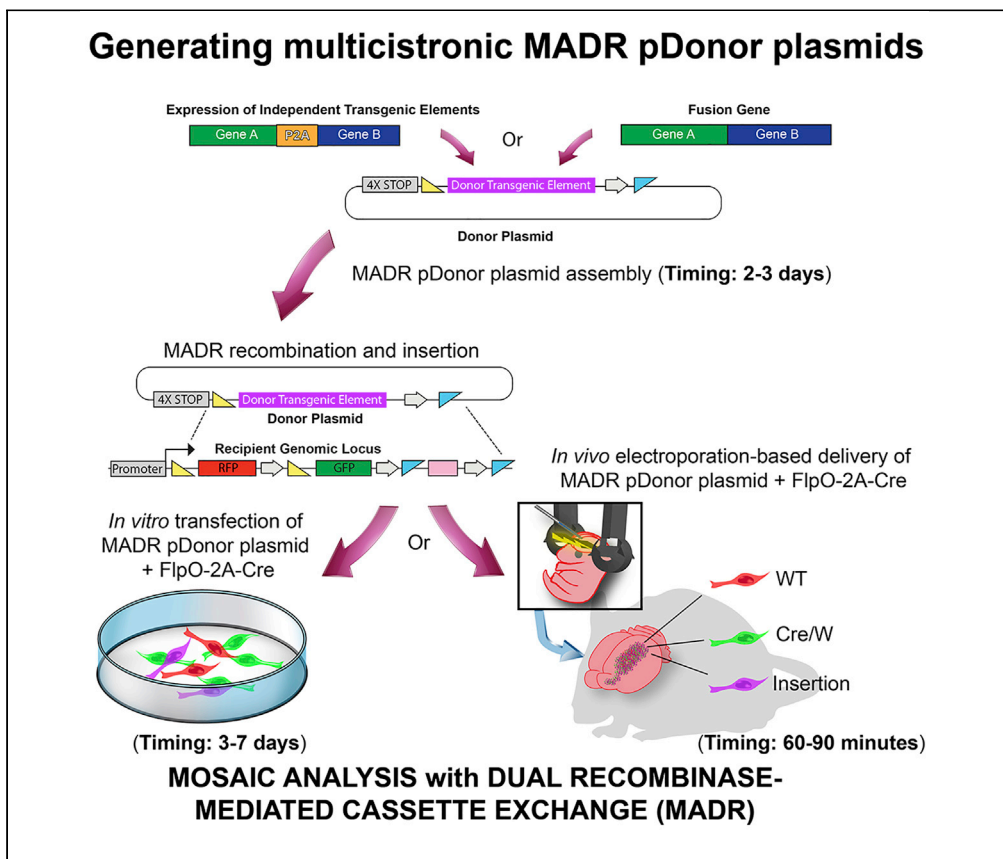 Generating multicistronic MADR pDonor plasmids
Expression of Independent Transgenic Elements
Gene A P2A Gene B
Or
Fusion Gene
Gene A Gene B
4X STOP Donor Transgenic Element
Donor Plasmid
MADR pDonor plasmid assembly (Timing: 2-3 days)
MADR recombination and insertion
4X STOP Donor Transgenic Element
Donor Plasmid
Recipient Genomic Locus
Promoter RFP GFP
In vitro transfection of
MADR pDonor plasmid
+ FlpO-2A-Cre
Or
In vivo electroporation-based delivery of
MADR pDonor plasmid + FlpO-2A-Cre
WT
Cre/W
Insertion
(Timing: 3-7 days)
(Timing: 60-90 minutes)
MOSAIC ANALYSIS with DUAL RECOMBINASE-
MEDIATED CASSETTE EXCHANGE (MADR)